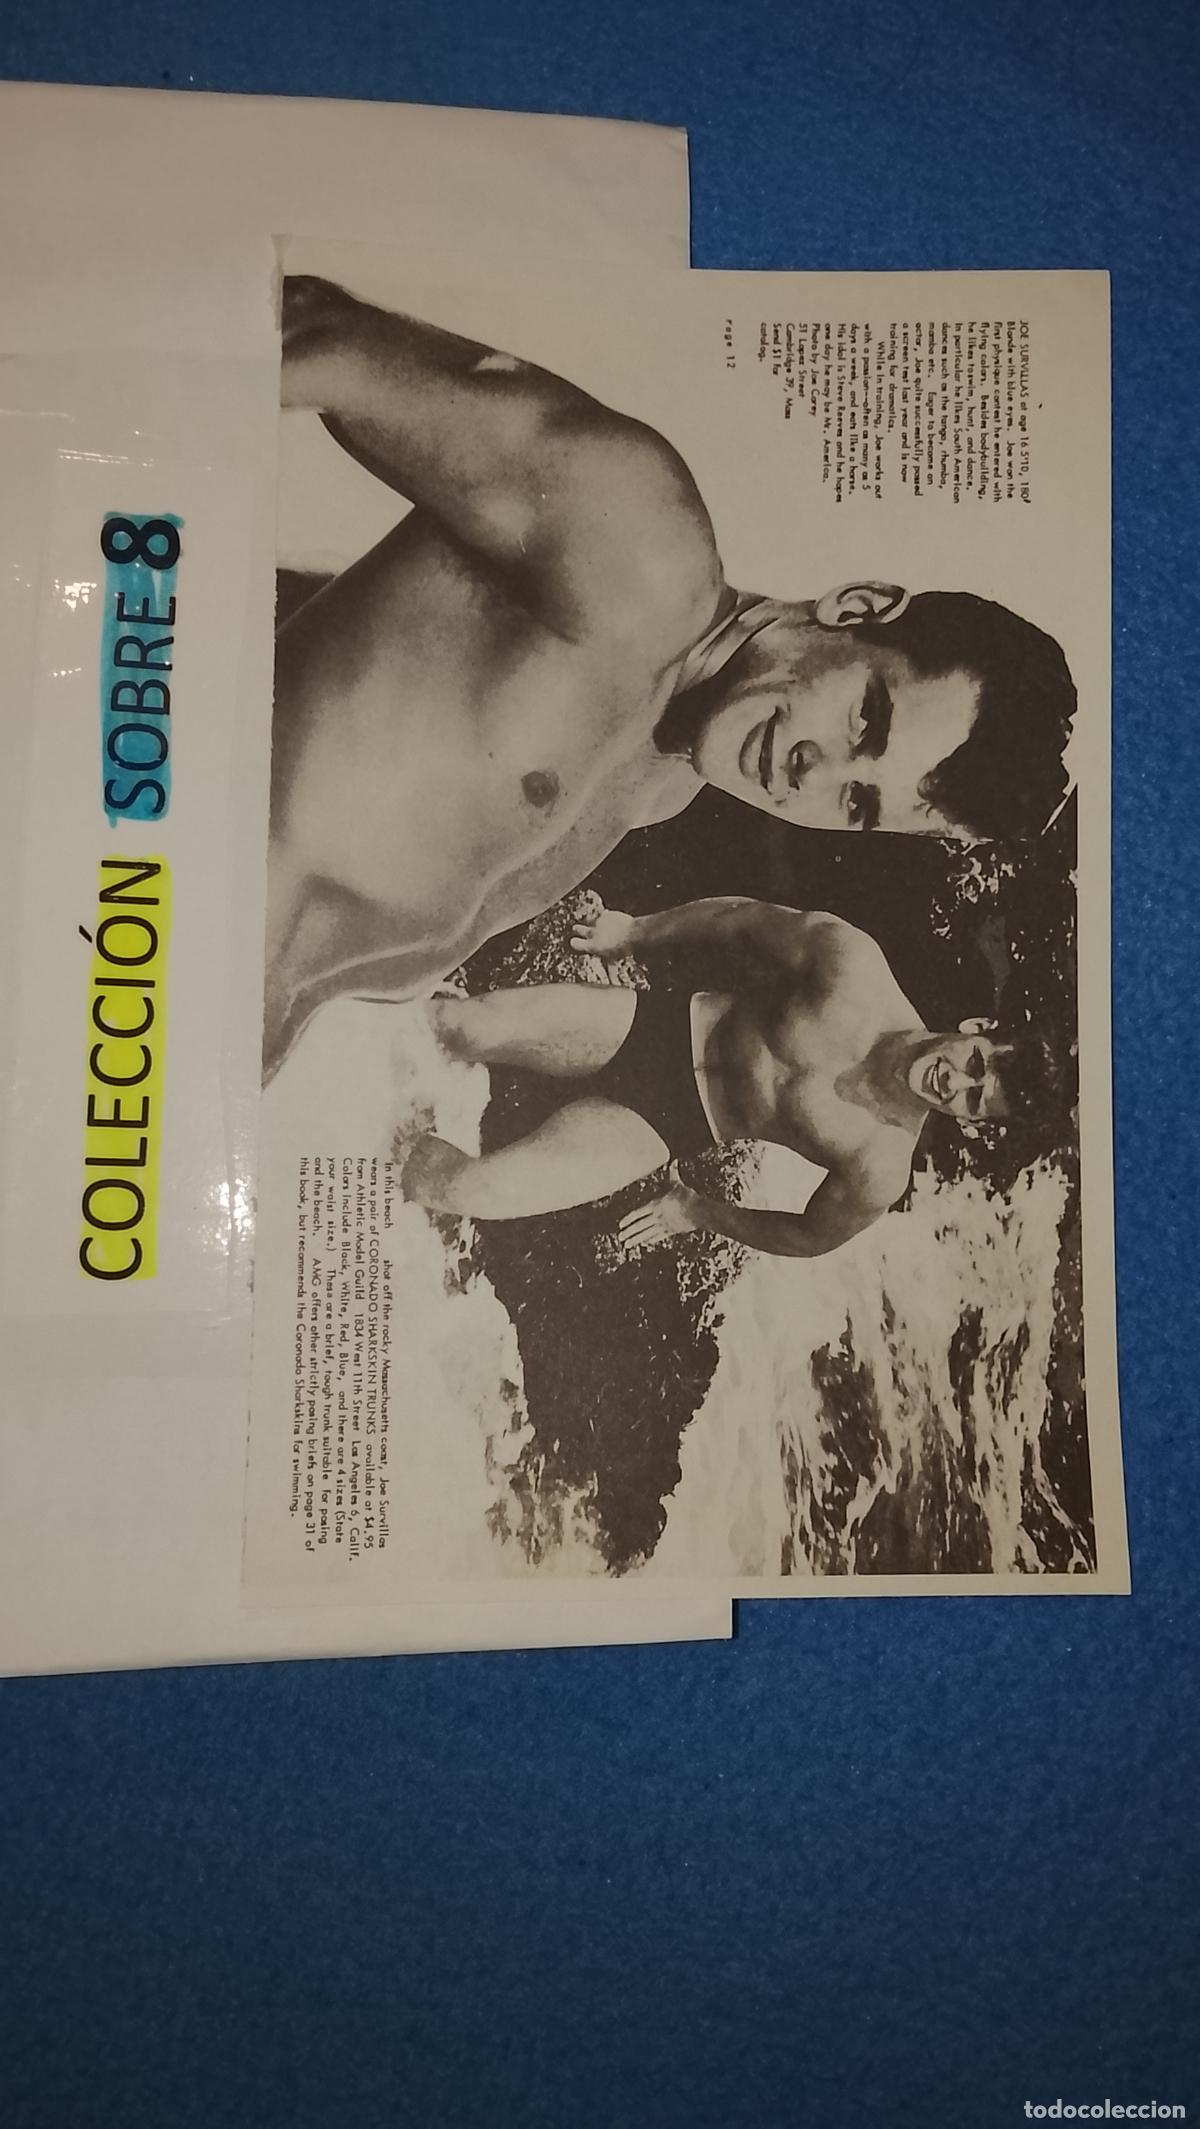 JOE SURVILLAS at age 16 5'10, 180#
Blonde with blue eyes. Joe won the
first physique contest he entered with
flying colors. Besides bodybuilding,
he likes to swim, hunt, and dance.
In particular he likes South American
dances such as the tango, rhumba,
mamba etc. Eager to become an
actor, Joe quite successfully passed
a screen test last year and is now
training for dramatics.
While in training, Joe works out
with a passion--often as many as 5
days a week, and eats like a horse.
His idol is Steve Reeves and he hopes
one day he may be Mr. America.
Photo by Joe Corey
51 Lopez Street
Cambridge 39, Mass
Send $1 for
catalog.
Page 12
In this beach shot off the rocky Massachusetts coast, Joe Survillas
wears a pair of CORONADO SHARKSKIN TRUNKS available at $4.95
from Athletic Model Guild 1834 West 11th Street Los Angeles 6, Calif.
Colors include Black, White, Red, Blue, and there are 4 sizes (State
your waist size.) These are a brief, tough trunk suitable for posing
and the beach. AMG offers other strictly posing briefs on page 31 of
this book, but recommends the Coronado Sharkskins for swimming.
COLECCIÓN SOBRE 8
todocoleccion